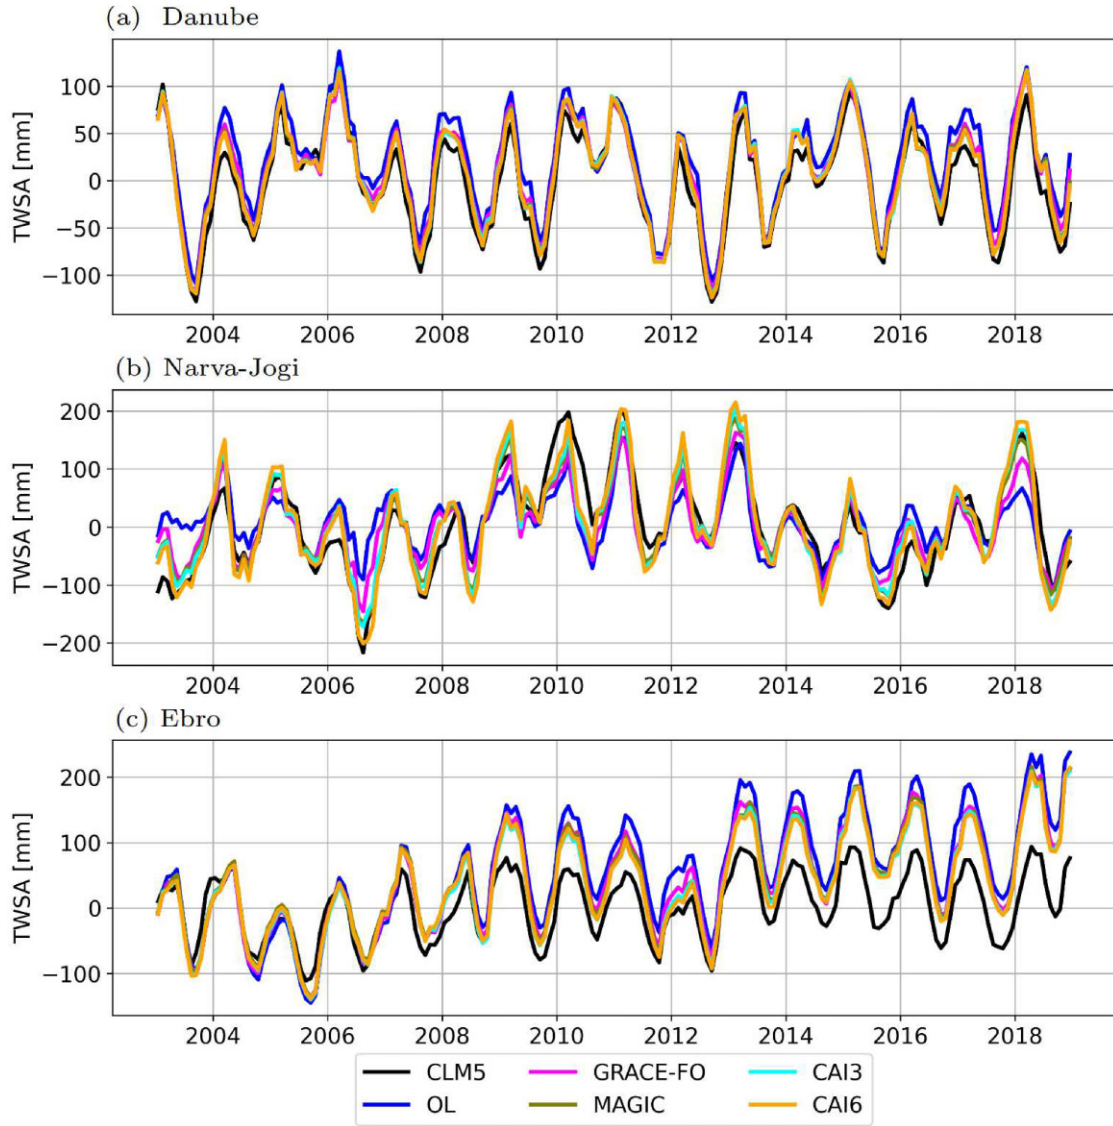 (a) Danube
TWSA [mm]
100
50
0
−50
−100
2004 2006 2008 2010 2012 2014 2016 2018
(b) Narva-Jogi
TWSA [mm]
200
100
0
−100
−200
2004 2006 2008 2010 2012 2014 2016 2018
(c) Ebro
TWSA [mm]
200
100
0
−100
2004 2006 2008 2010 2012 2014 2016 2018
CLM5 GRACE-FO CAI3
OL MAGIC CAI6